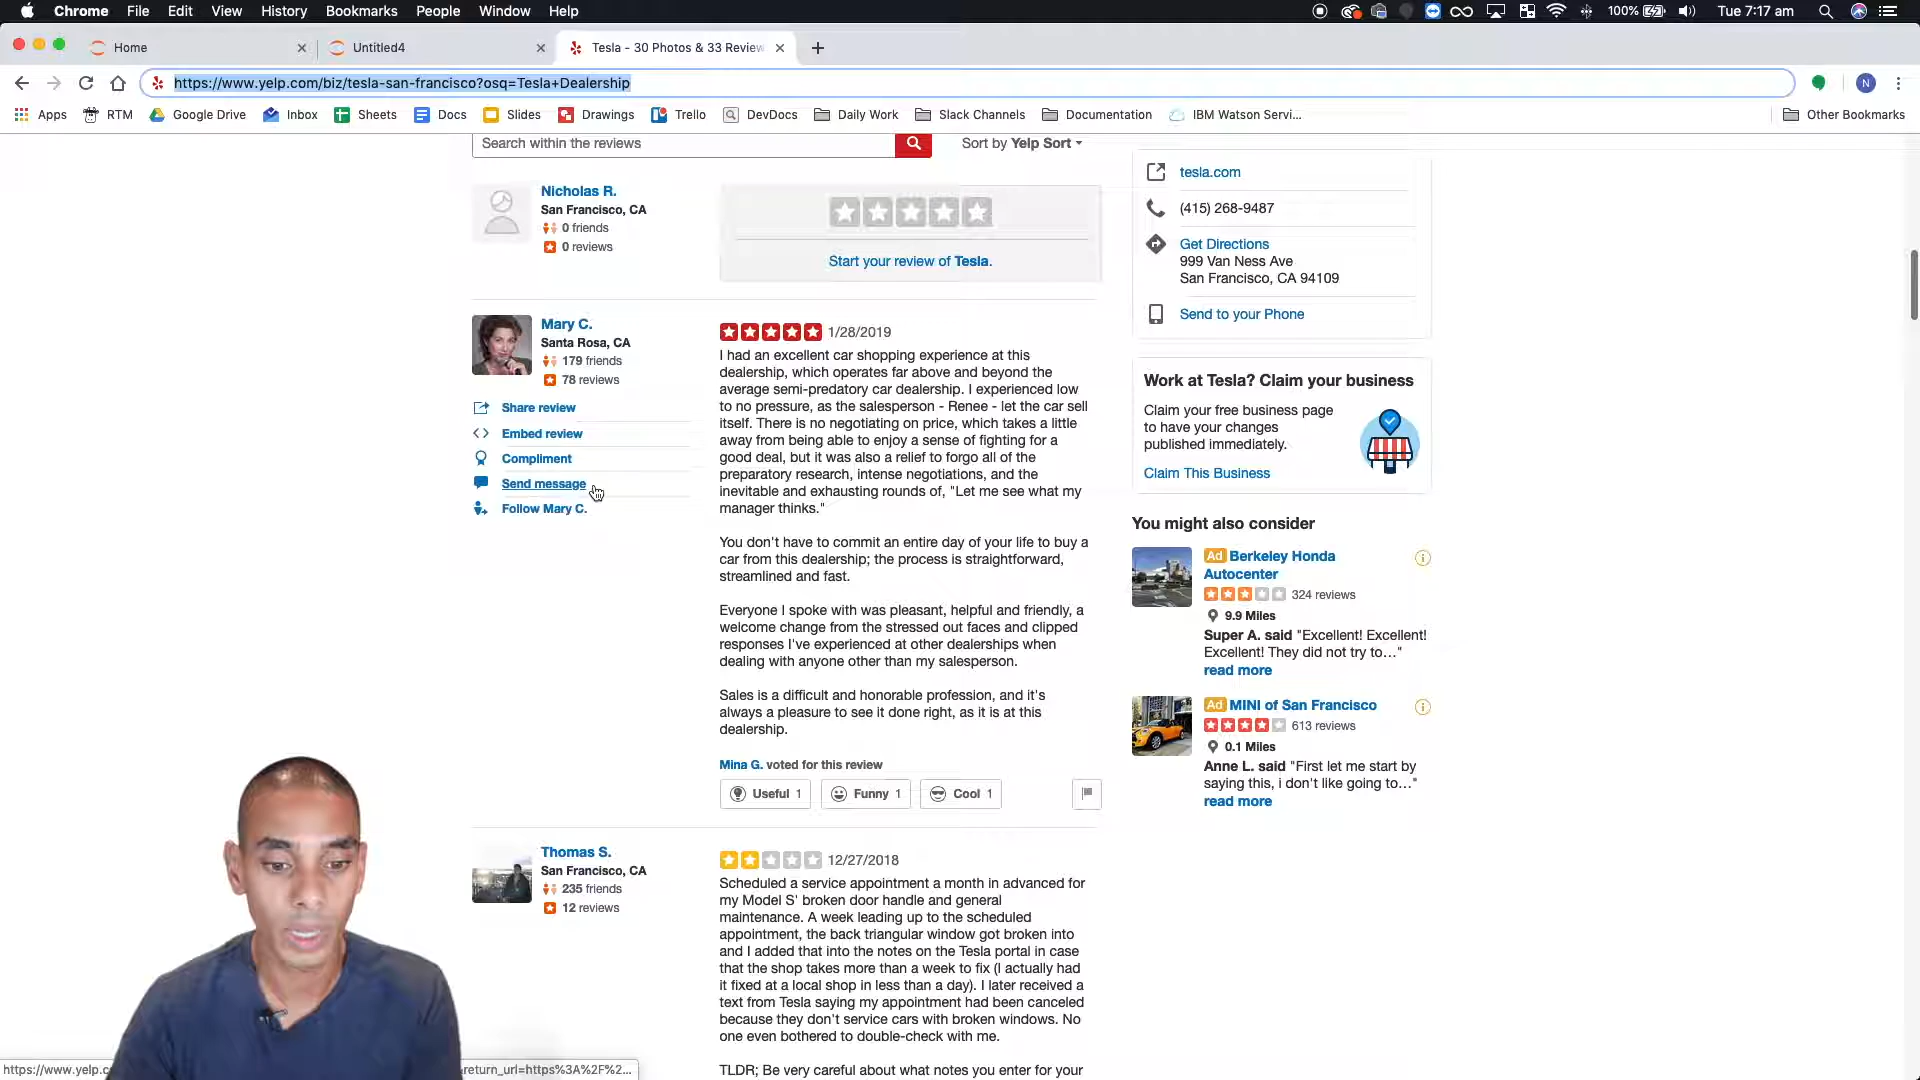 Chrome File Edit View History Bookmarks People Window Help
100% Tue 7:17 am
Home
Untitled4
Tesla - 30 Photos & 33 Review
https://www.yelp.com/biz/tesla-san-francisco?osq=Tesla+Dealership
N
Apps RTM Google Drive Inbox Sheets Docs Slides Drawings Trello DevDocs Daily Work Slack Channels Documentation IBM Watson Servi... Other Bookmarks
Search within the reviews
Sort by Yelp Sort
Nicholas R.
San Francisco, CA
0 friends
0 reviews
Start your review of Tesla.
Mary C.
Santa Rosa, CA
179 friends
78 reviews
Share review
Embed review
Compliment
Send message
Follow Mary C.
1/28/2019
I had an excellent car shopping experience at this
dealership, which operates far above and beyond the
average semi-predatory car dealership. I experienced low
to no pressure, as the salesperson - Renee - let the car sell
itself. There is no negotiating on price, which takes a little
away from being able to enjoy a sense of fighting for a
good deal, but it was also a relief to forgo all of the
preparatory research, intense negotiations, and the
inevitable and exhausting rounds of, "Let me see what my
manager thinks."
You don't have to commit an entire day of your life to buy a
car from this dealership; the process is straightforward,
streamlined and fast.
Everyone I spoke with was pleasant, helpful and friendly, a
welcome change from the stressed out faces and clipped
responses I've experienced at other dealerships when
dealing with anyone other than my salesperson.
Sales is a difficult and honorable profession, and it's
always a pleasure to see it done right, as it is at this
dealership.
Mina G. voted for this review
Useful 1
Funny 1
Cool 1
Thomas S.
San Francisco, CA
235 friends
12 reviews
12/27/2018
Scheduled a service appointment a month in advanced for
my Model S' broken door handle and general
maintenance. A week leading up to the scheduled
appointment, the back triangular window got broken into
and I added that into the notes on the Tesla portal in case
that the shop takes more than a week to fix (I actually had
it fixed at a local shop in less than a day). I later received a
text from Tesla saying my appointment had been canceled
because they don't service cars with broken windows. No
one even bothered to double-check with me.
TLDR; Be very careful about what notes you enter for your
tesla.com
(415) 268-9487
Get Directions
999 Van Ness Ave
San Francisco, CA 94109
Send to your Phone
Work at Tesla? Claim your business
Claim your free business page
to have your changes
published immediately.
Claim This Business
You might also consider
Ad Berkeley Honda
Autocenter
324 reviews
9.9 Miles
Super A. said "Excellent! Excellent!
Excellent! They did not try to…"
read more
Ad MINI of San Francisco
613 reviews
0.1 Miles
Anne L. said "First let me start by
saying this, i don't like going to…"
read more
https://www.yelp.c
return_url=https%3A%2F%2...